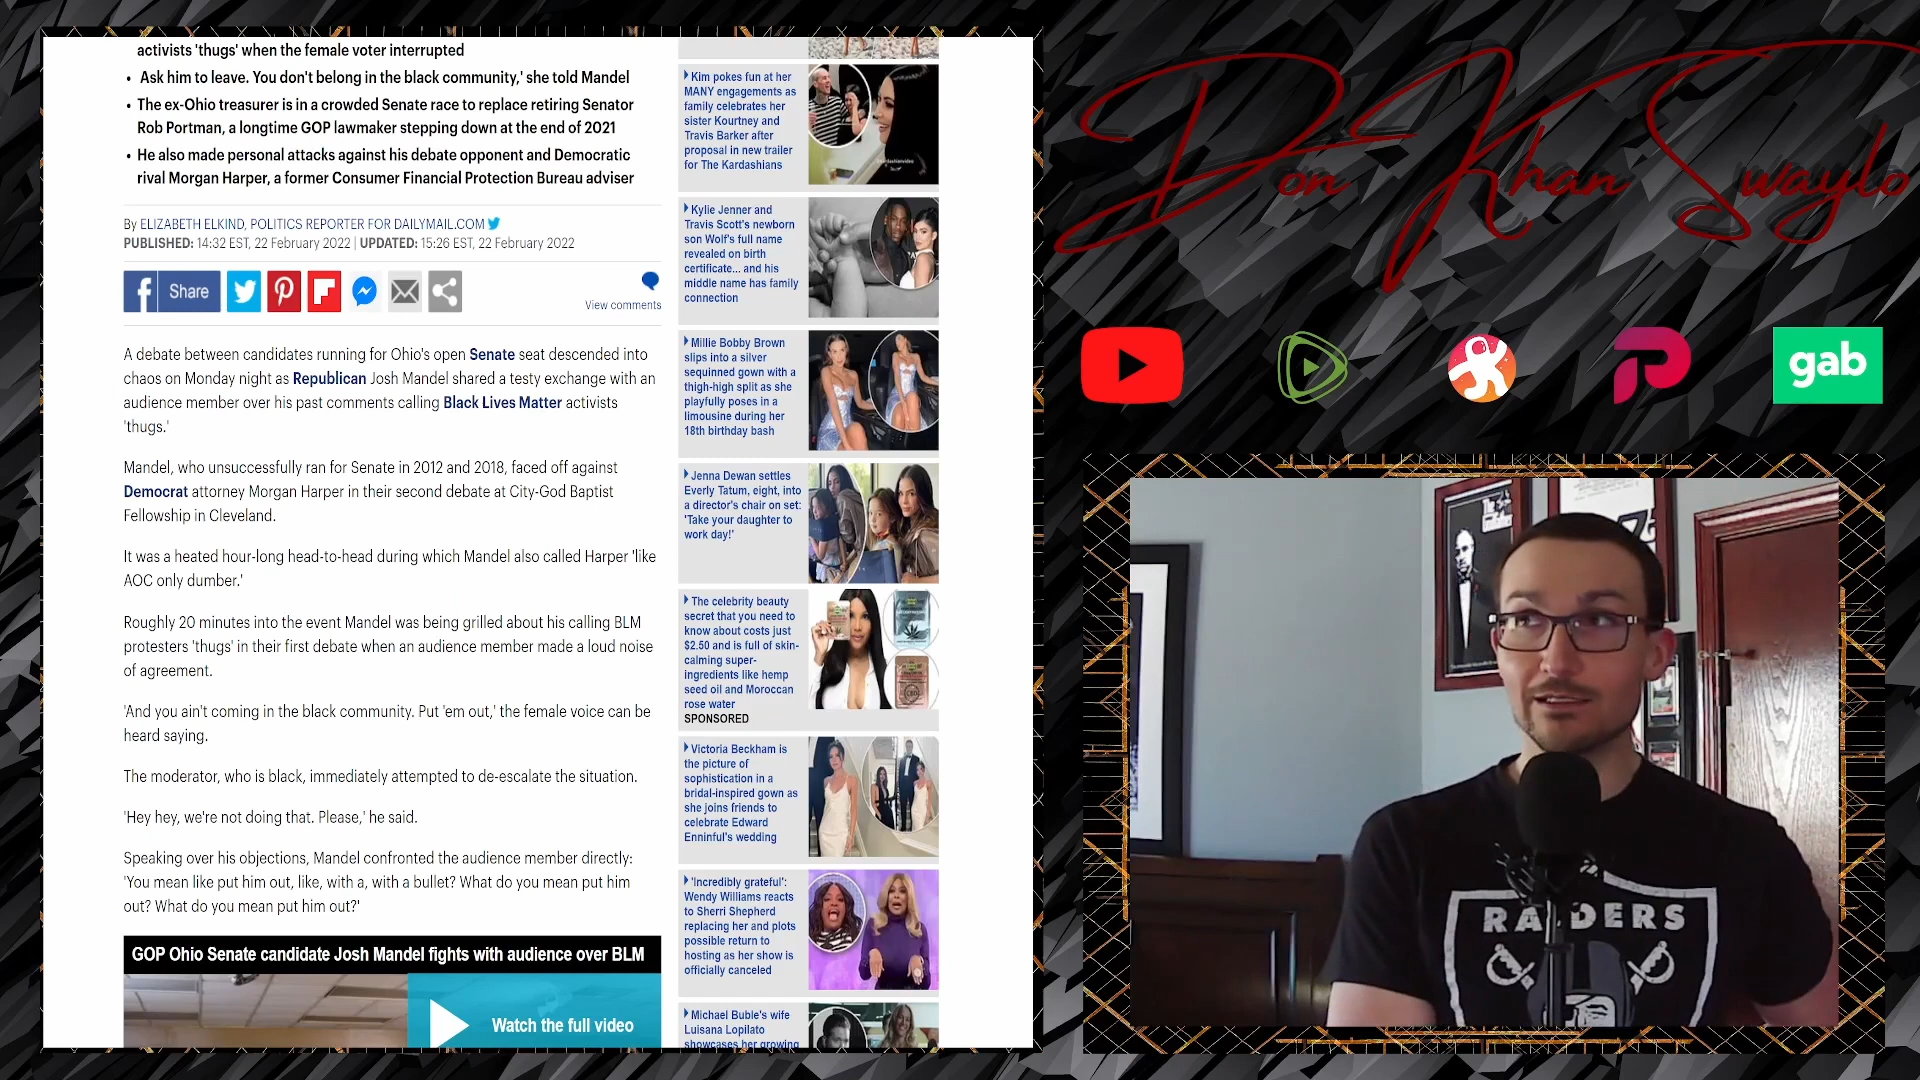 activists 'thugs' when the female voter interrupted
• Ask him to leave. You don't belong in the black community,' she told Mandel
• The ex-Ohio treasurer is in a crowded Senate race to replace retiring Senator
Rob Portman, a longtime GOP lawmaker stepping down at the end of 2021
• He also made personal attacks against his debate opponent and Democratic
rival Morgan Harper, a former Consumer Financial Protection Bureau adviser
By ELIZABETH ELKIND, POLITICS REPORTER FOR DAILYMAIL.COM
PUBLISHED: 14:32 EST, 22 February 2022 | UPDATED: 15:26 EST, 22 February 2022
Share
View comments
A debate between candidates running for Ohio's open Senate seat descended into
chaos on Monday night as Republican Josh Mandel shared a testy exchange with an
audience member over his past comments calling Black Lives Matter activists
'thugs.'
Mandel, who unsuccessfully ran for Senate in 2012 and 2018, faced off against
Democrat attorney Morgan Harper in their second debate at City-God Baptist
Fellowship in Cleveland.
It was a heated hour-long head-to-head during which Mandel also called Harper 'like
AOC only dumber.'
Roughly 20 minutes into the event Mandel was being grilled about his calling BLM
protesters 'thugs' in their first debate when an audience member made a loud noise
of agreement.
'And you ain't coming in the black community. Put 'em out,' the female voice can be
heard saying.
The moderator, who is black, immediately attempted to de-escalate the situation.
'Hey hey, we're not doing that. Please,' he said.
Speaking over his objections, Mandel confronted the audience member directly:
'You mean like put him out, like, with a, with a bullet? What do you mean put him
out? What do you mean put him out?'
GOP Ohio Senate candidate Josh Mandel fights with audience over BLM
Watch the full video
Kim pokes fun at her
MANY engagements as
family celebrates her
sister Kourtney and
Travis Barker after
proposal in new trailer
for The Kardashians
Kylie Jenner and
Travis Scott's newborn
son Wolf's full name
revealed on birth
certificate... and his
middle name has family
connection
Millie Bobby Brown
slips into a silver
sequinned gown with a
thigh-high split as she
playfully poses in a
limousine during her
18th birthday bash
Jenna Dewan settles
Everly Tatum, eight, into
a director's chair on set:
'Take your daughter to
work day!'
The celebrity beauty
secret that you need to
know about costs just
$2.50 and is full of skin-
calming super-
ingredients like hemp
seed oil and Moroccan
rose water
SPONSORED
Victoria Beckham is
the picture of
sophistication in a
bridal-inspired gown as
she joins friends to
celebrate Edward
Enninful's wedding
'Incredibly grateful':
Wendy Williams reacts
to Sherri Shepherd
replacing her and plots
possible return to
hosting as her show is
officially canceled
Michael Buble's wife
Luisana Lopilato
showcases her growing
Don Khan Swaylo
gab
RAIDERS